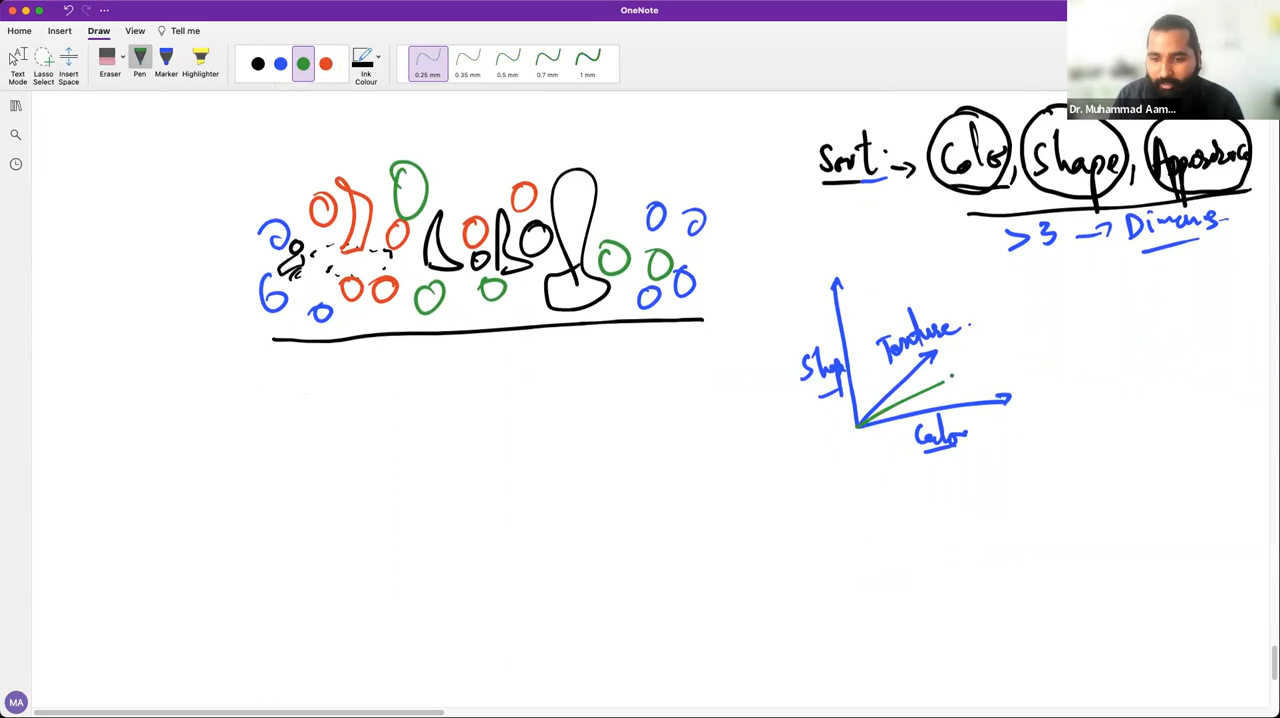 OneNote
Home Insert Draw View Tell me
Text Mode
Lasso Select
Insert Space
Eraser
Pen
Marker
Highlighter
Ink Colour
0.25 mm
0.35 mm
0.5 mm
0.7 mm
1 mm
Dr. Muhammad Aam...
Sort. → Color, Shape,
> 3 → Dimens-
Shape
Color
MA